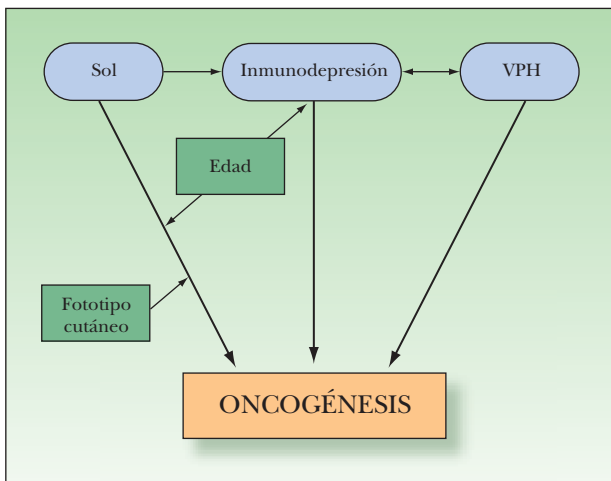 Sol
Inmunodepresión
VPH
Edad
Fototipo
cutáneo
ONCOGÉNESIS